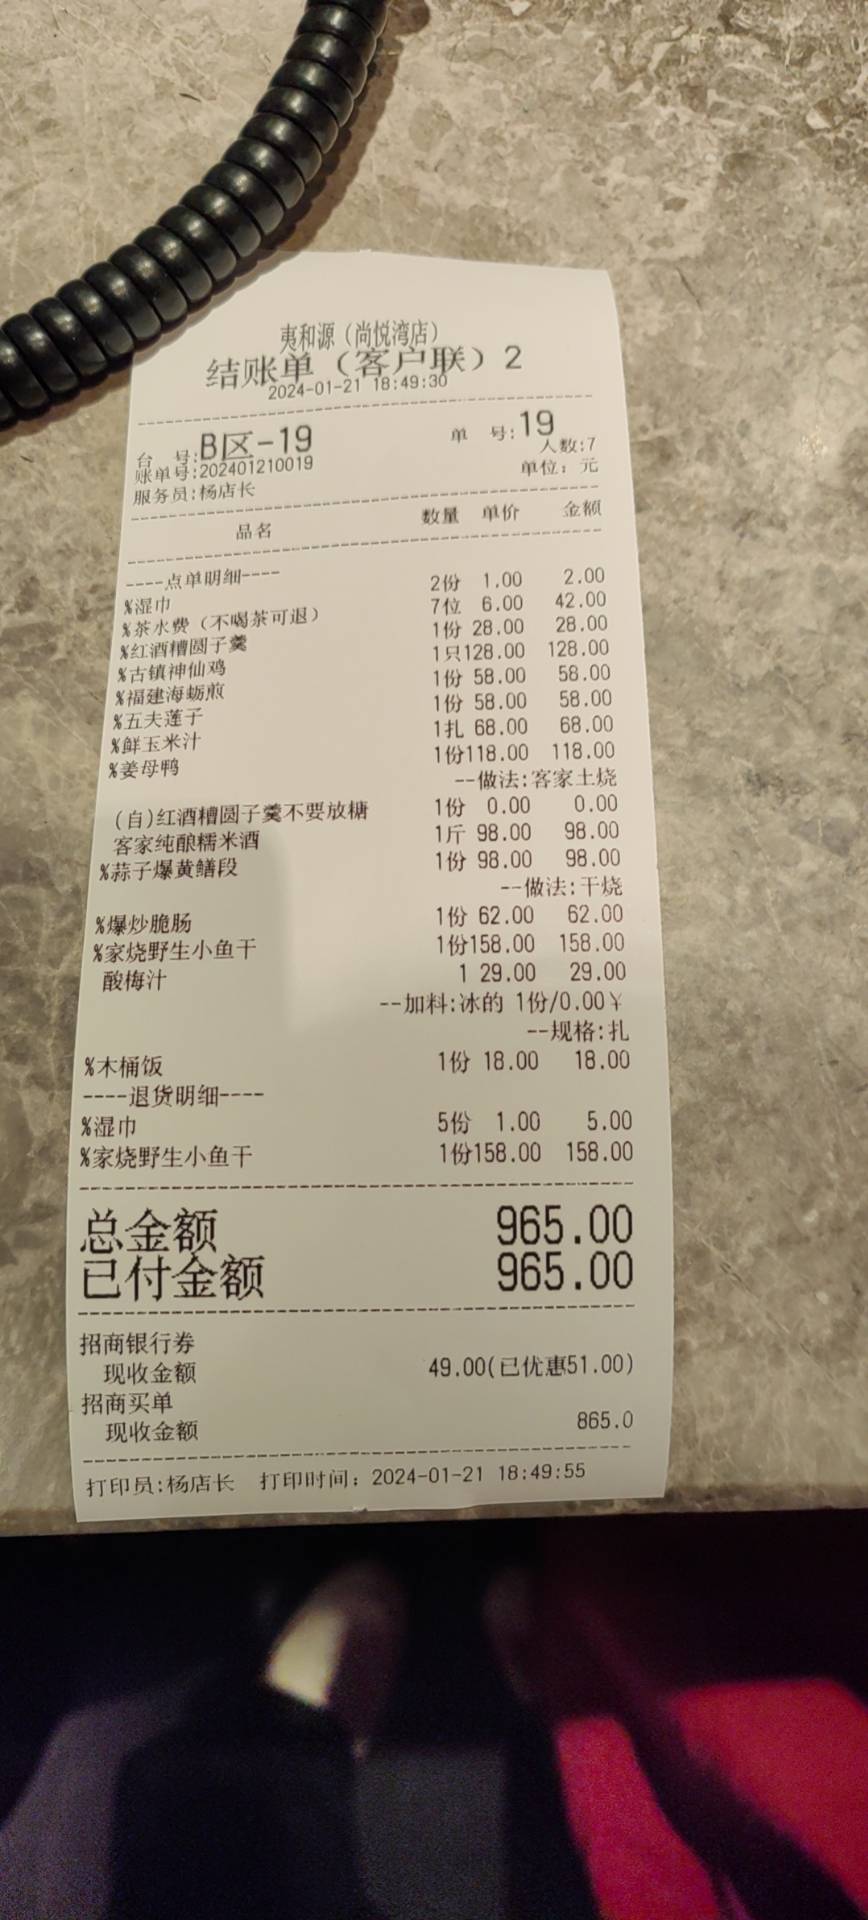 夷和源（尚悦湾店）
结账单（客户联）2
2024-01-21 18:49:30
台 号:B区-19 单 号:19
账单号:202401210019 人数:7
服务员:杨店长 单位：元
品名 数量 单价 金额
----点单明细----
%湿巾 2份 1.00 2.00
%茶水费（不喝茶可退） 7位 6.00 42.00
%红酒糟圆子羹 1份 28.00 28.00
%古镇神仙鸡 1只128.00 128.00
%福建海蛎煎 1份 58.00 58.00
%五夫莲子 1份 58.00 58.00
%鲜玉米汁 1扎 68.00 68.00
%姜母鸭 1份118.00 118.00
--做法:客家土烧
(自)红酒糟圆子羹不要放糖 1份 0.00 0.00
客家纯酿糯米酒 1斤 98.00 98.00
%蒜子爆黄鳝段 1份 98.00 98.00
--做法:干烧
%爆炒脆肠 1份 62.00 62.00
%家烧野生小鱼干 1份158.00 158.00
酸梅汁 1 29.00 29.00
--加料:冰的 1份/0.00¥
--规格:扎
%木桶饭 1份 18.00 18.00
----退货明细----
%湿巾 5份 1.00 5.00
%家烧野生小鱼干 1份158.00 158.00
总金额 965.00
已付金额 965.00
招商银行券
现收金额 49.00(已优惠51.00)
招商买单
现收金额 865.0
打印员:杨店长 打印时间：2024-01-21 18:49:55